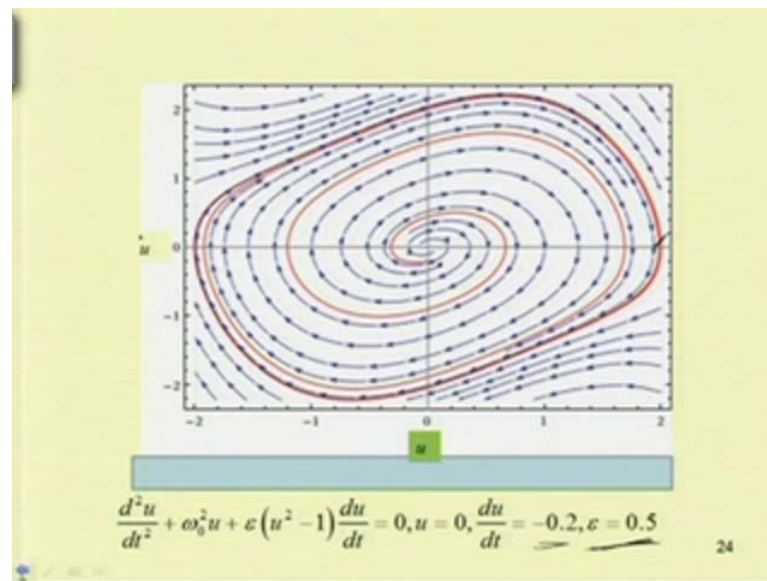 2
1
u̇
0
−1
−2
−2 −1 0 1 2
u
d²u/dt² + ω₀²u + ε(u² − 1) du/dt = 0, u = 0, du/dt = −0.2, ε = 0.5
24